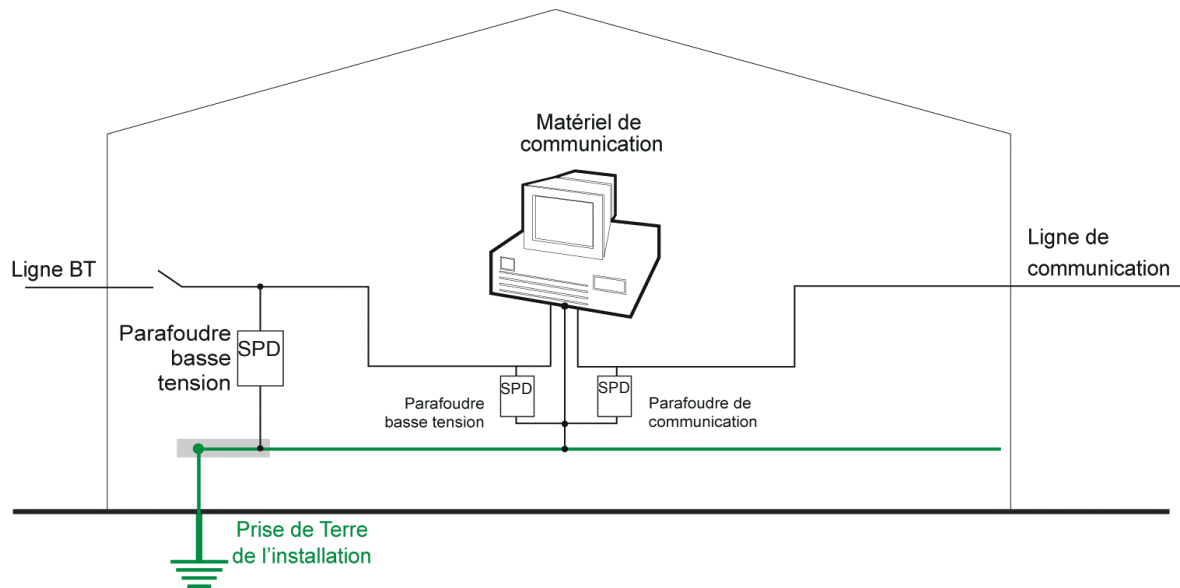 Matériel de
communication
Ligne BT
Ligne de
communication
Parafoudre
basse
tension
SPD
SPD
SPD
Parafoudre
basse tension
Parafoudre de
communication
Prise de Terre
de l'installation